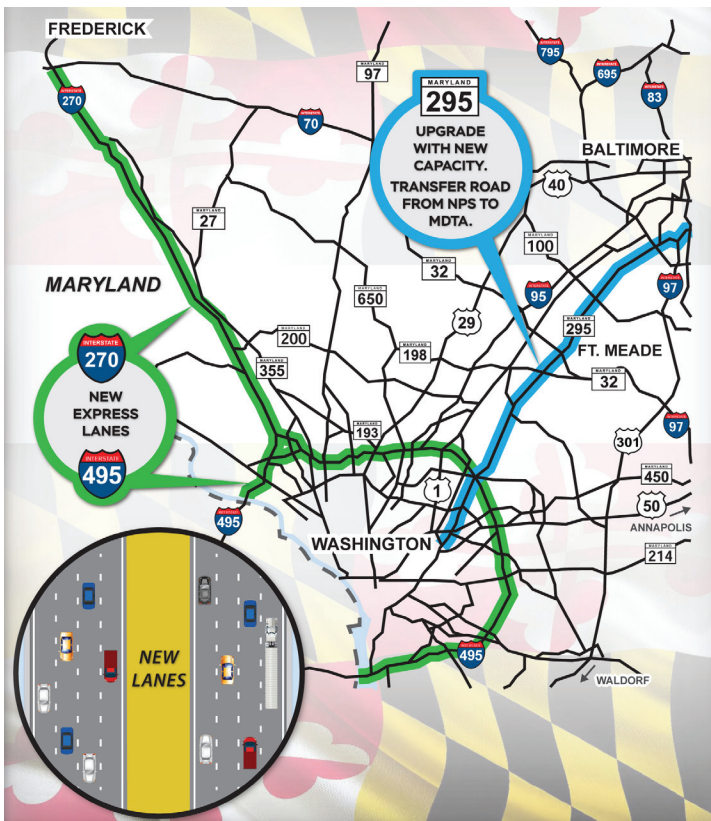 FREDERICK
INTERSTATE
270
MARYLAND
97
INTERSTATE
795
INTERSTATE
695
INTERSTATE
83
INTERSTATE
70
MARYLAND
295
UPGRADE
WITH NEW
CAPACITY.
TRANSFER ROAD
FROM NPS TO
MDTA.
BALTIMORE
40
MARYLAND
27
MARYLAND
100
MARYLAND
32
MARYLAND
INTERSTATE
97
INTERSTATE
95
MARYLAND
650
29
MARYLAND
295
MARYLAND
200
MARYLAND
198
FT. MEADE
INTERSTATE
270
NEW
EXPRESS
LANES
INTERSTATE
495
MARYLAND
355
MARYLAND
32
MARYLAND
193
INTERSTATE
97
301
MARYLAND
450
1
50
ANNAPOLIS
INTERSTATE
495
WASHINGTON
MARYLAND
214
NEW
LANES
INTERSTATE
495
WALDORF